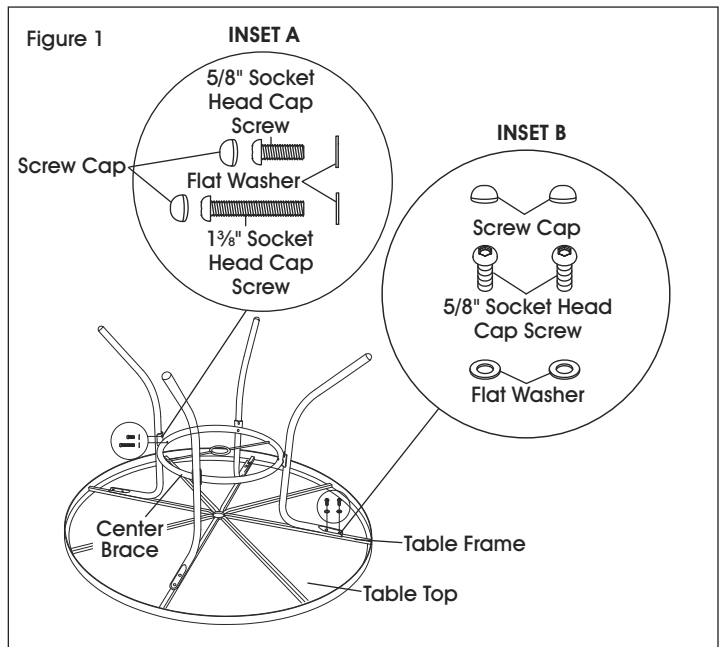 Figure 1
INSET A
5/8" Socket
Head Cap
Screw
Screw Cap
Flat Washer
1⅜" Socket
Head Cap
Screw
INSET B
Screw Cap
5/8" Socket Head
Cap Screw
Flat Washer
Center
Brace
Table Frame
Table Top